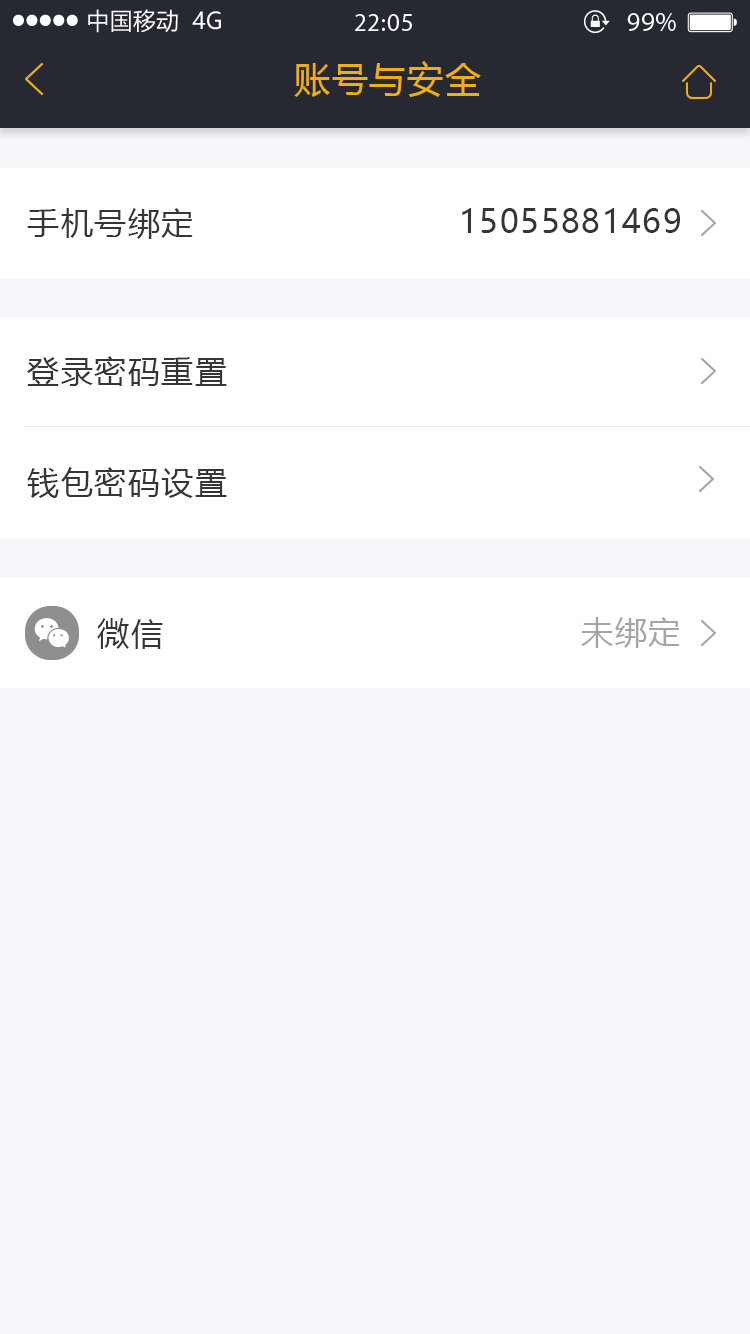 中国移动 4G 22:05 99%
账号与安全
手机号绑定 15055881469
登录密码重置
钱包密码设置
微信 未绑定